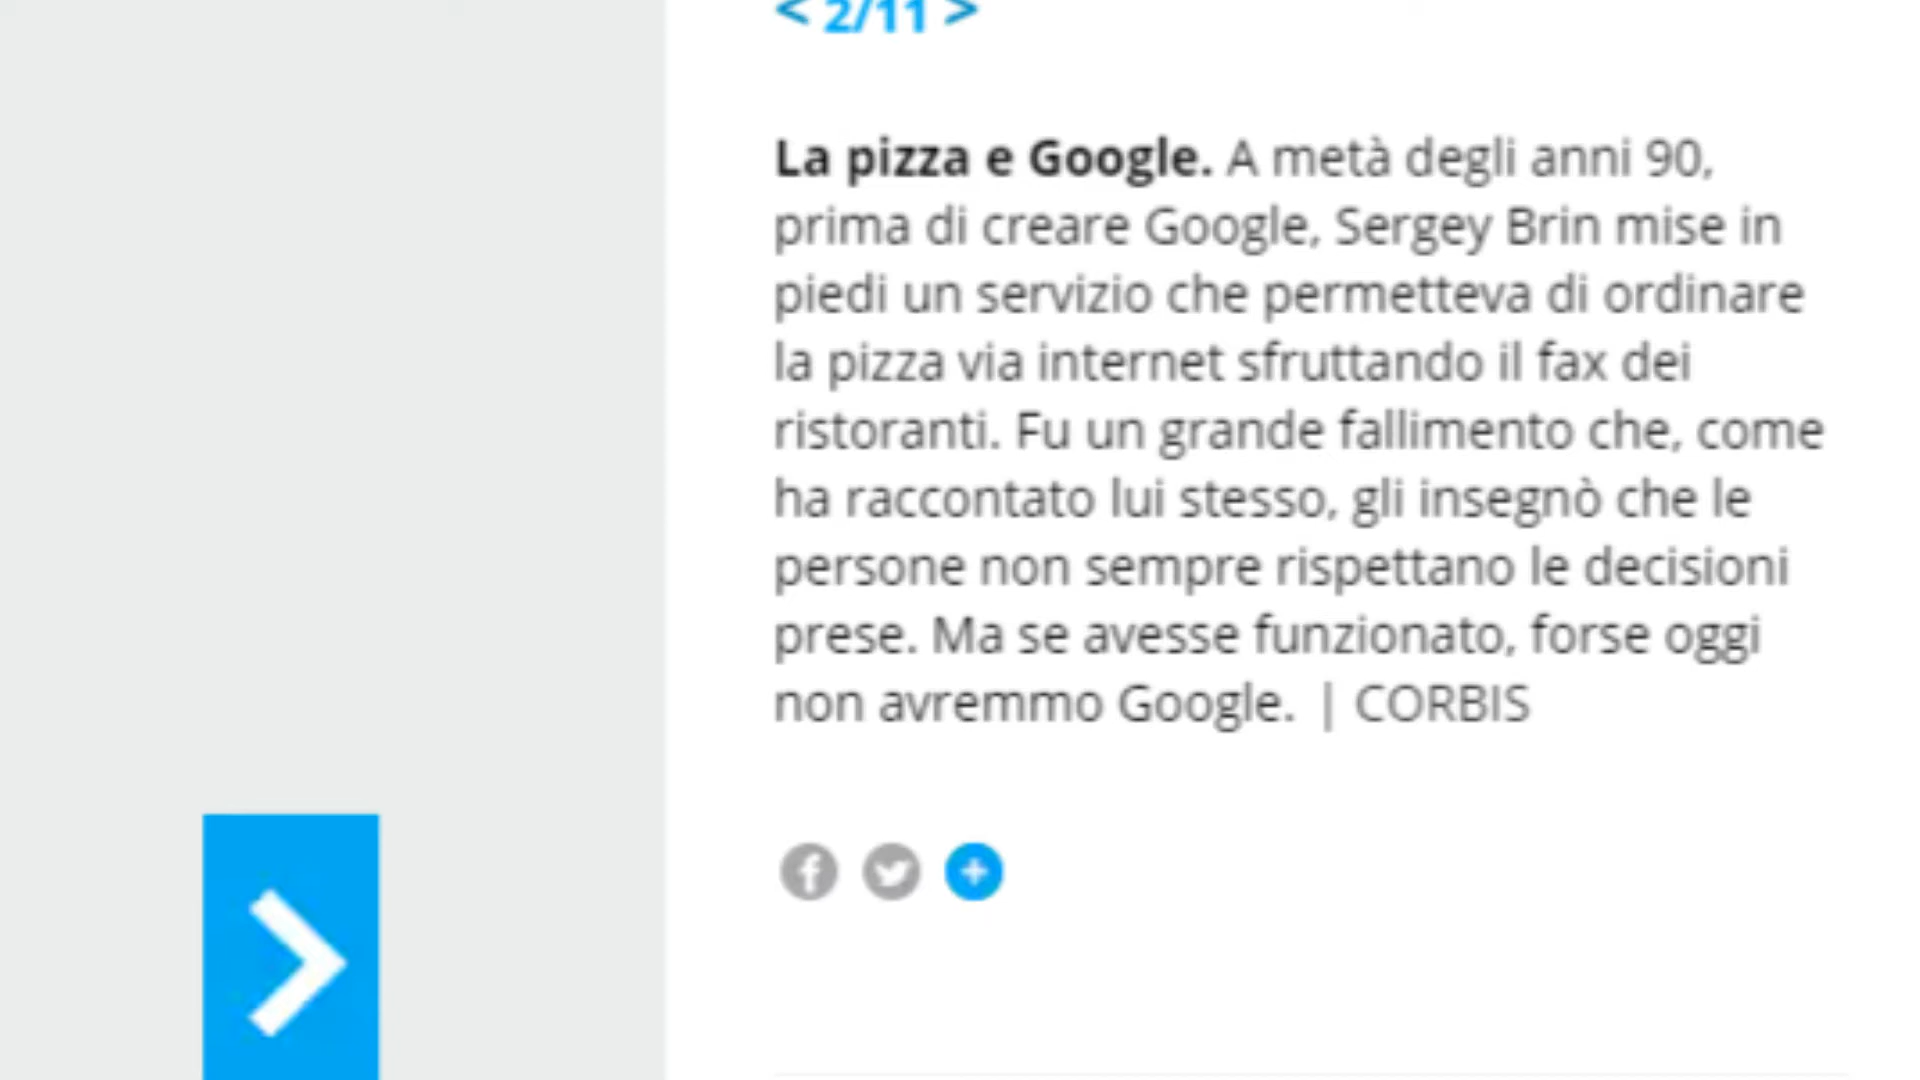 < 2/11 >
La pizza e Google. A metà degli anni 90,
prima di creare Google, Sergey Brin mise in
piedi un servizio che permetteva di ordinare
la pizza via internet sfruttando il fax dei
ristoranti. Fu un grande fallimento che, come
ha raccontato lui stesso, gli insegnò che le
persone non sempre rispettano le decisioni
prese. Ma se avesse funzionato, forse oggi
non avremmo Google. | CORBIS